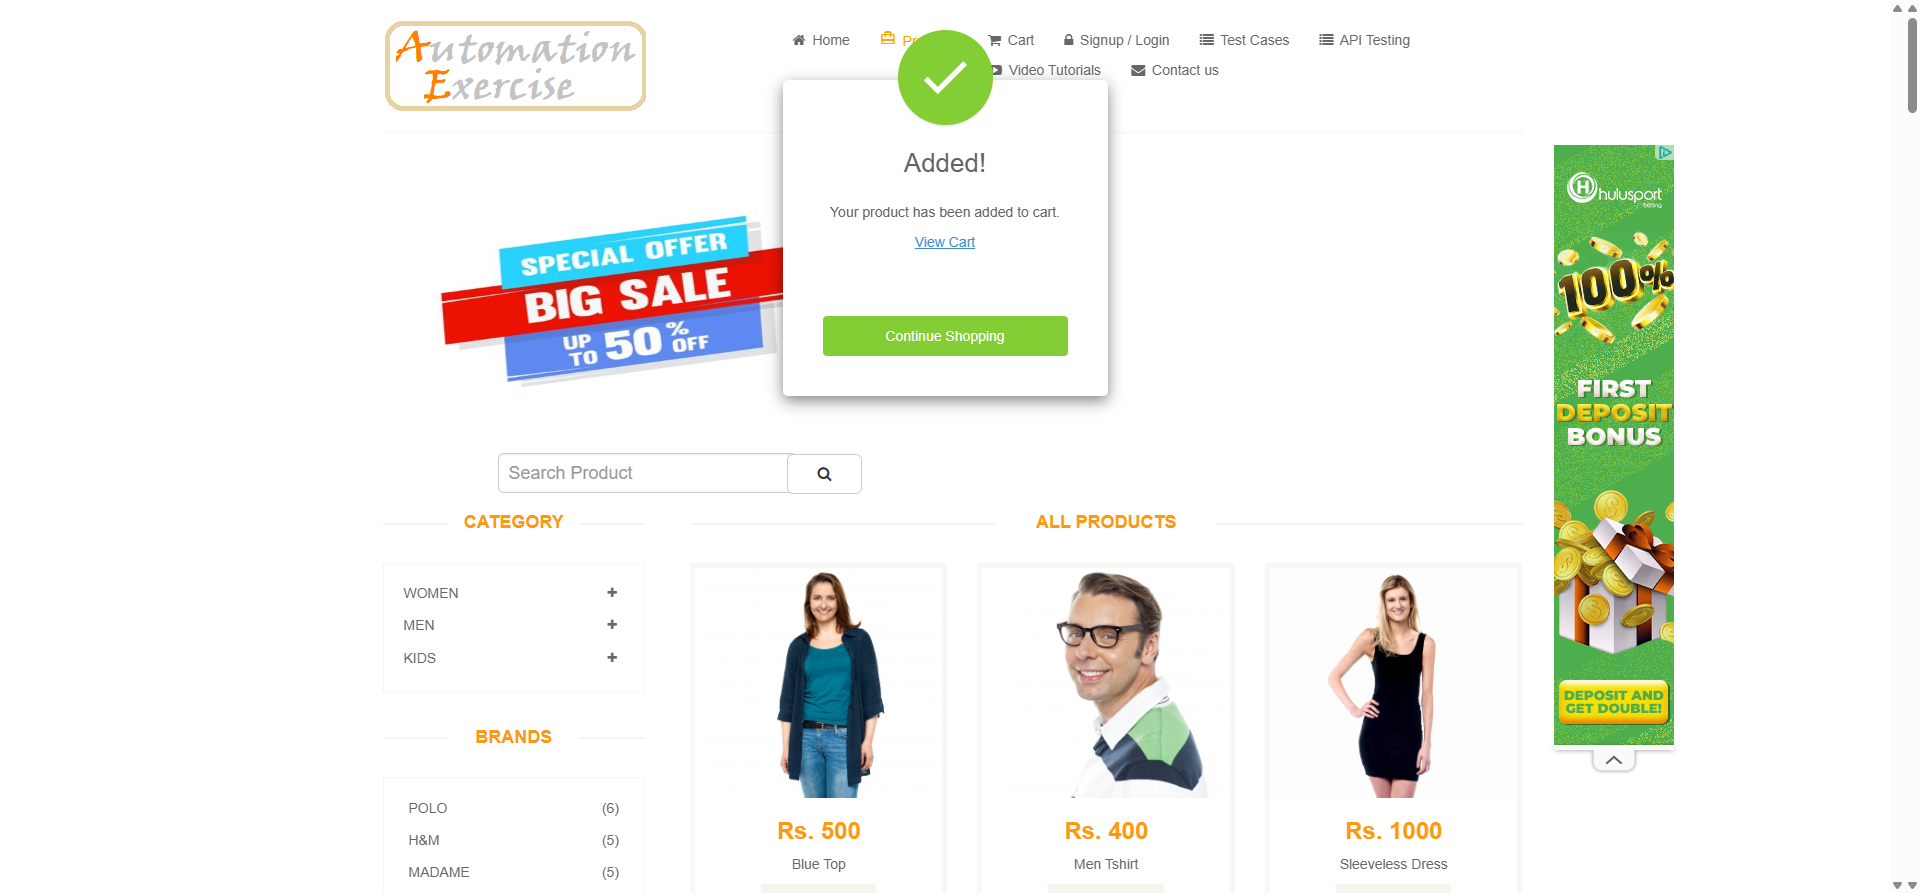 Automation
Exercise
Home
Cart
Signup / Login
Test Cases
API Testing
Video Tutorials
Contact us
Added!
Your product has been added to cart.
View Cart
Continue Shopping
SPECIAL OFFER
BIG SALE
UP TO 50% OFF
Search Product
CATEGORY
WOMEN
MEN
KIDS
BRANDS
POLO (6)
H&M (5)
MADAME (5)
ALL PRODUCTS
Rs. 500
Blue Top
Rs. 400
Men Tshirt
Rs. 1000
Sleeveless Dress
hulusport
betting
100%
FIRST
DEPOSIT
BONUS
DEPOSIT AND
GET DOUBLE!